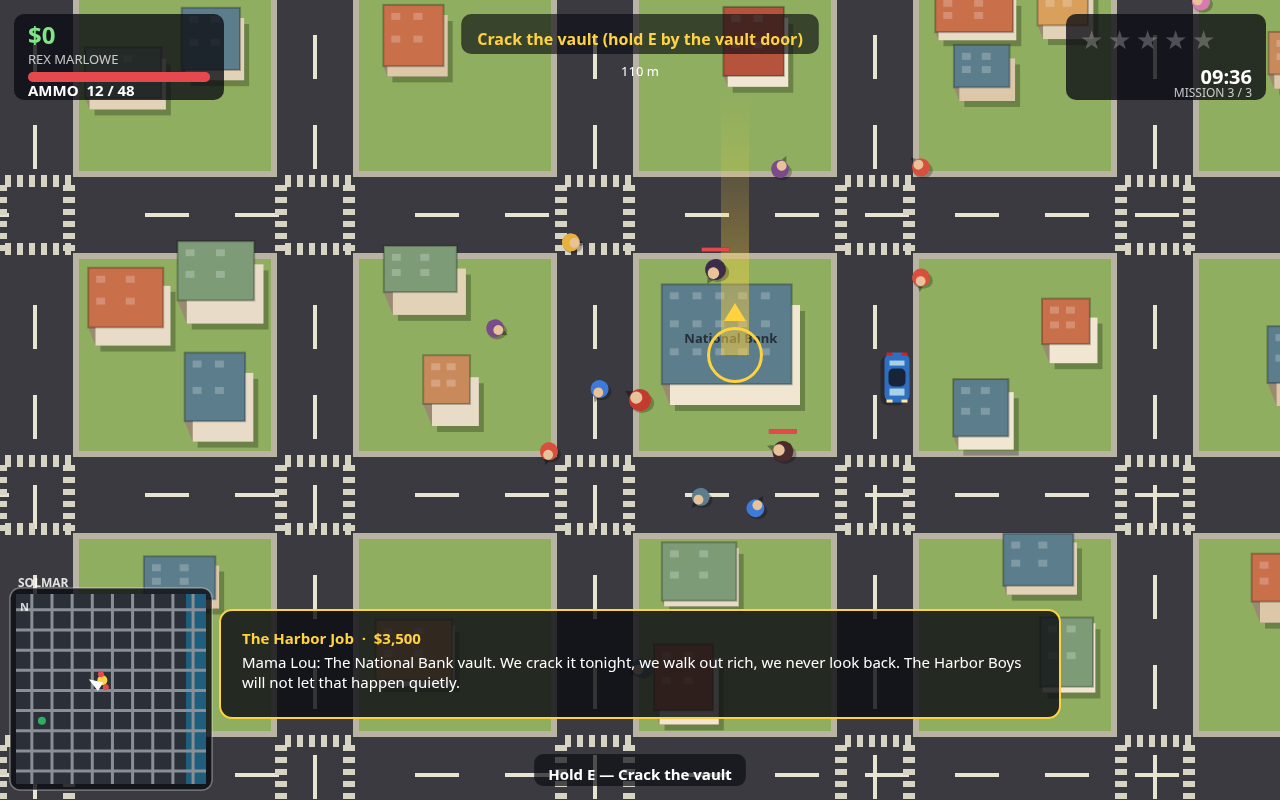 $0
REX MARLOWE
AMMO 12 / 48
Crack the vault (hold E by the vault door)
110 m
09:36
MISSION 3 / 3
National Bank
SOLMAR
N
The Harbor Job · $3,500
Mama Lou: The National Bank vault. We crack it tonight, we walk out rich, we never look back. The Harbor Boys
will not let that happen quietly.
Hold E — Crack the vault